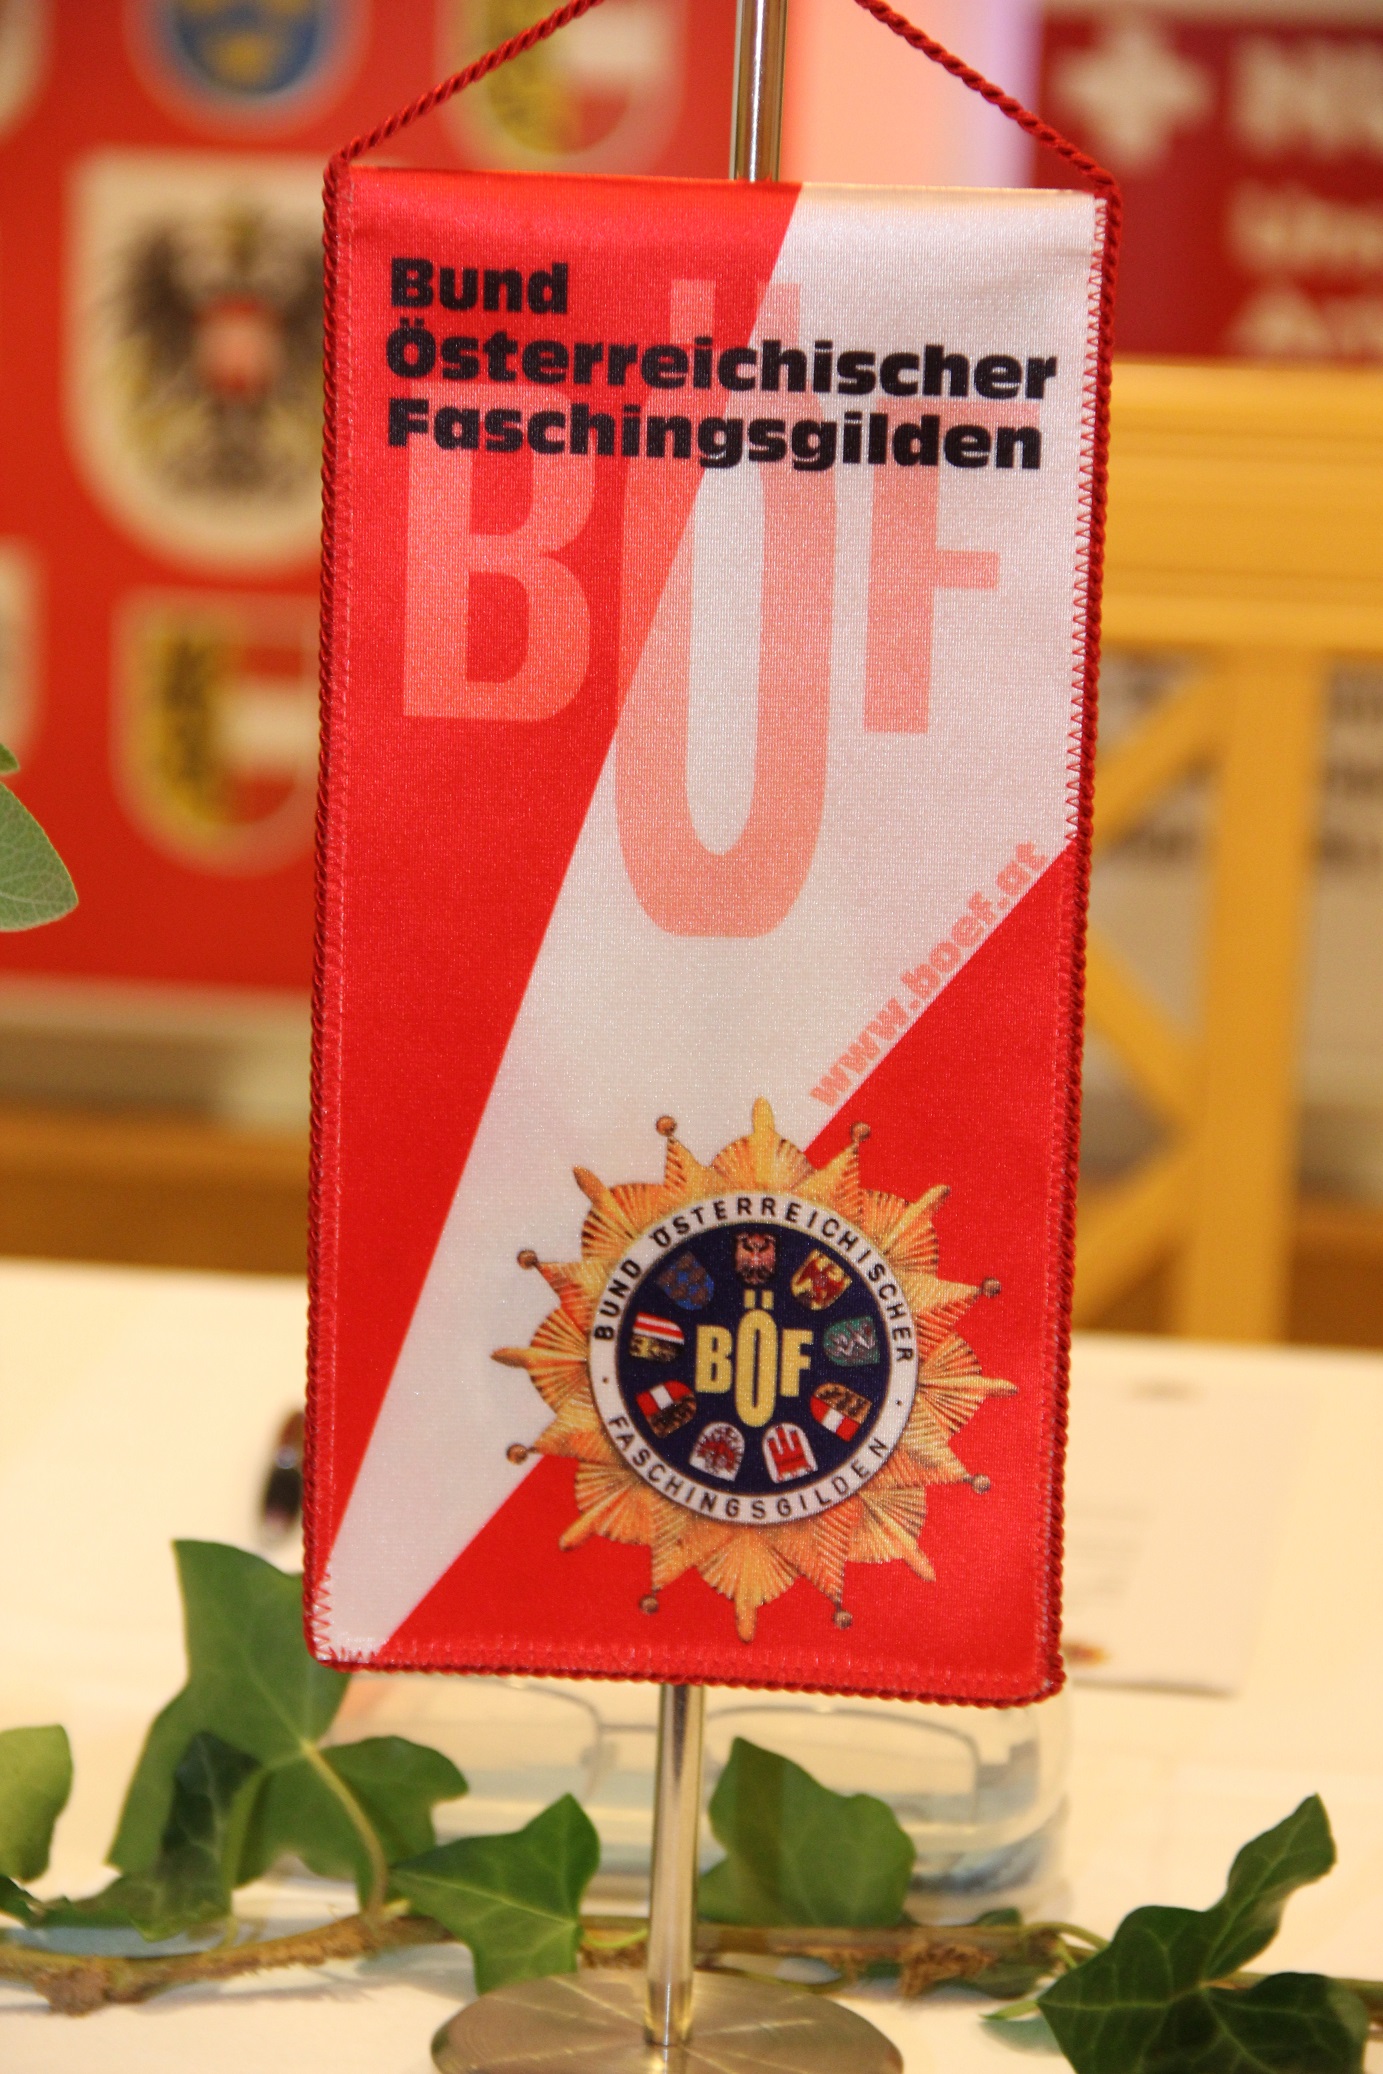 Bund
Österreichischer
Faschingsgilden
BÖF
www.boef.at
BUND ÖSTERREICHISCHER
BÖF
FASCHINGSGILDEN